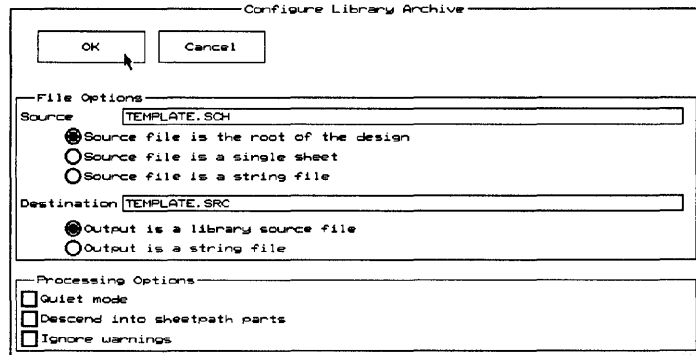 Configure Library Archive
OK
Cancel
File Options
Source TEMPLATE.SCH
Source file is the root of the design
Source file is a single sheet
Source file is a string file
Destination TEMPLATE.SRC
Output is a library source file
Output is a string file
Processing Options
Quiet mode
Descend into sheetpath parts
Ignore warnings